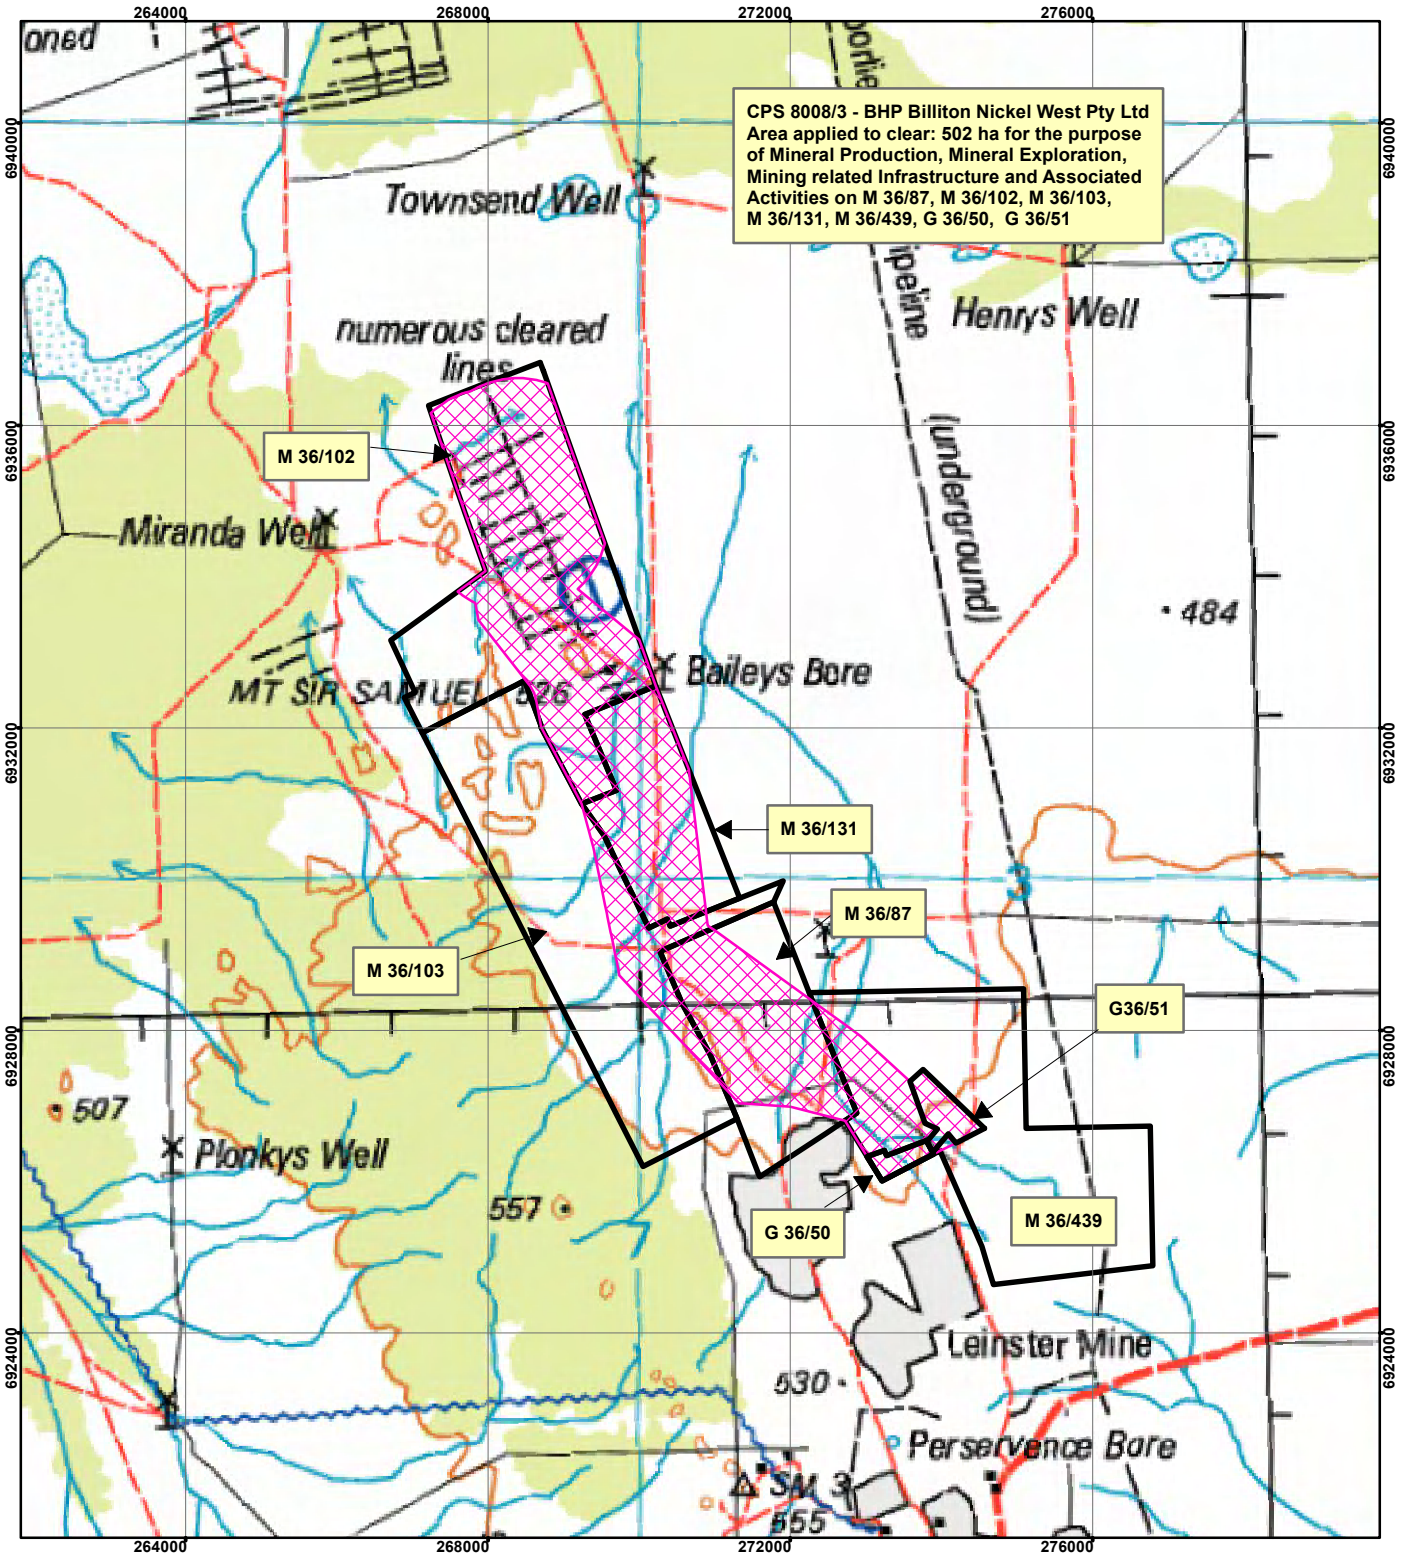 264000
268000
272000
276000
oned
CPS 8008/3 - BHP Billiton Nickel West Pty Ltd
Area applied to clear: 502 ha for the purpose
of Mineral Production, Mineral Exploration,
Mining related Infrastructure and Associated
Activities on M 36/87, M 36/102, M 36/103,
M 36/131, M 36/439, G 36/50, G 36/51
6940000
6940000
Townsend Well
ipeline
Henrys Well
numerous cleared
lines
6936000
6936000
M 36/102
(underground)
Miranda Well
484
Baileys Bore
MT SIR SAMUEL 526
6932000
6932000
M 36/131
M 36/87
M 36/103
G36/51
6928000
6928000
507
Plonkys Well
557
G 36/50
M 36/439
6924000
6924000
Leinster Mine
530
Perservence Bore
SM 3
555
264000
268000
272000
276000